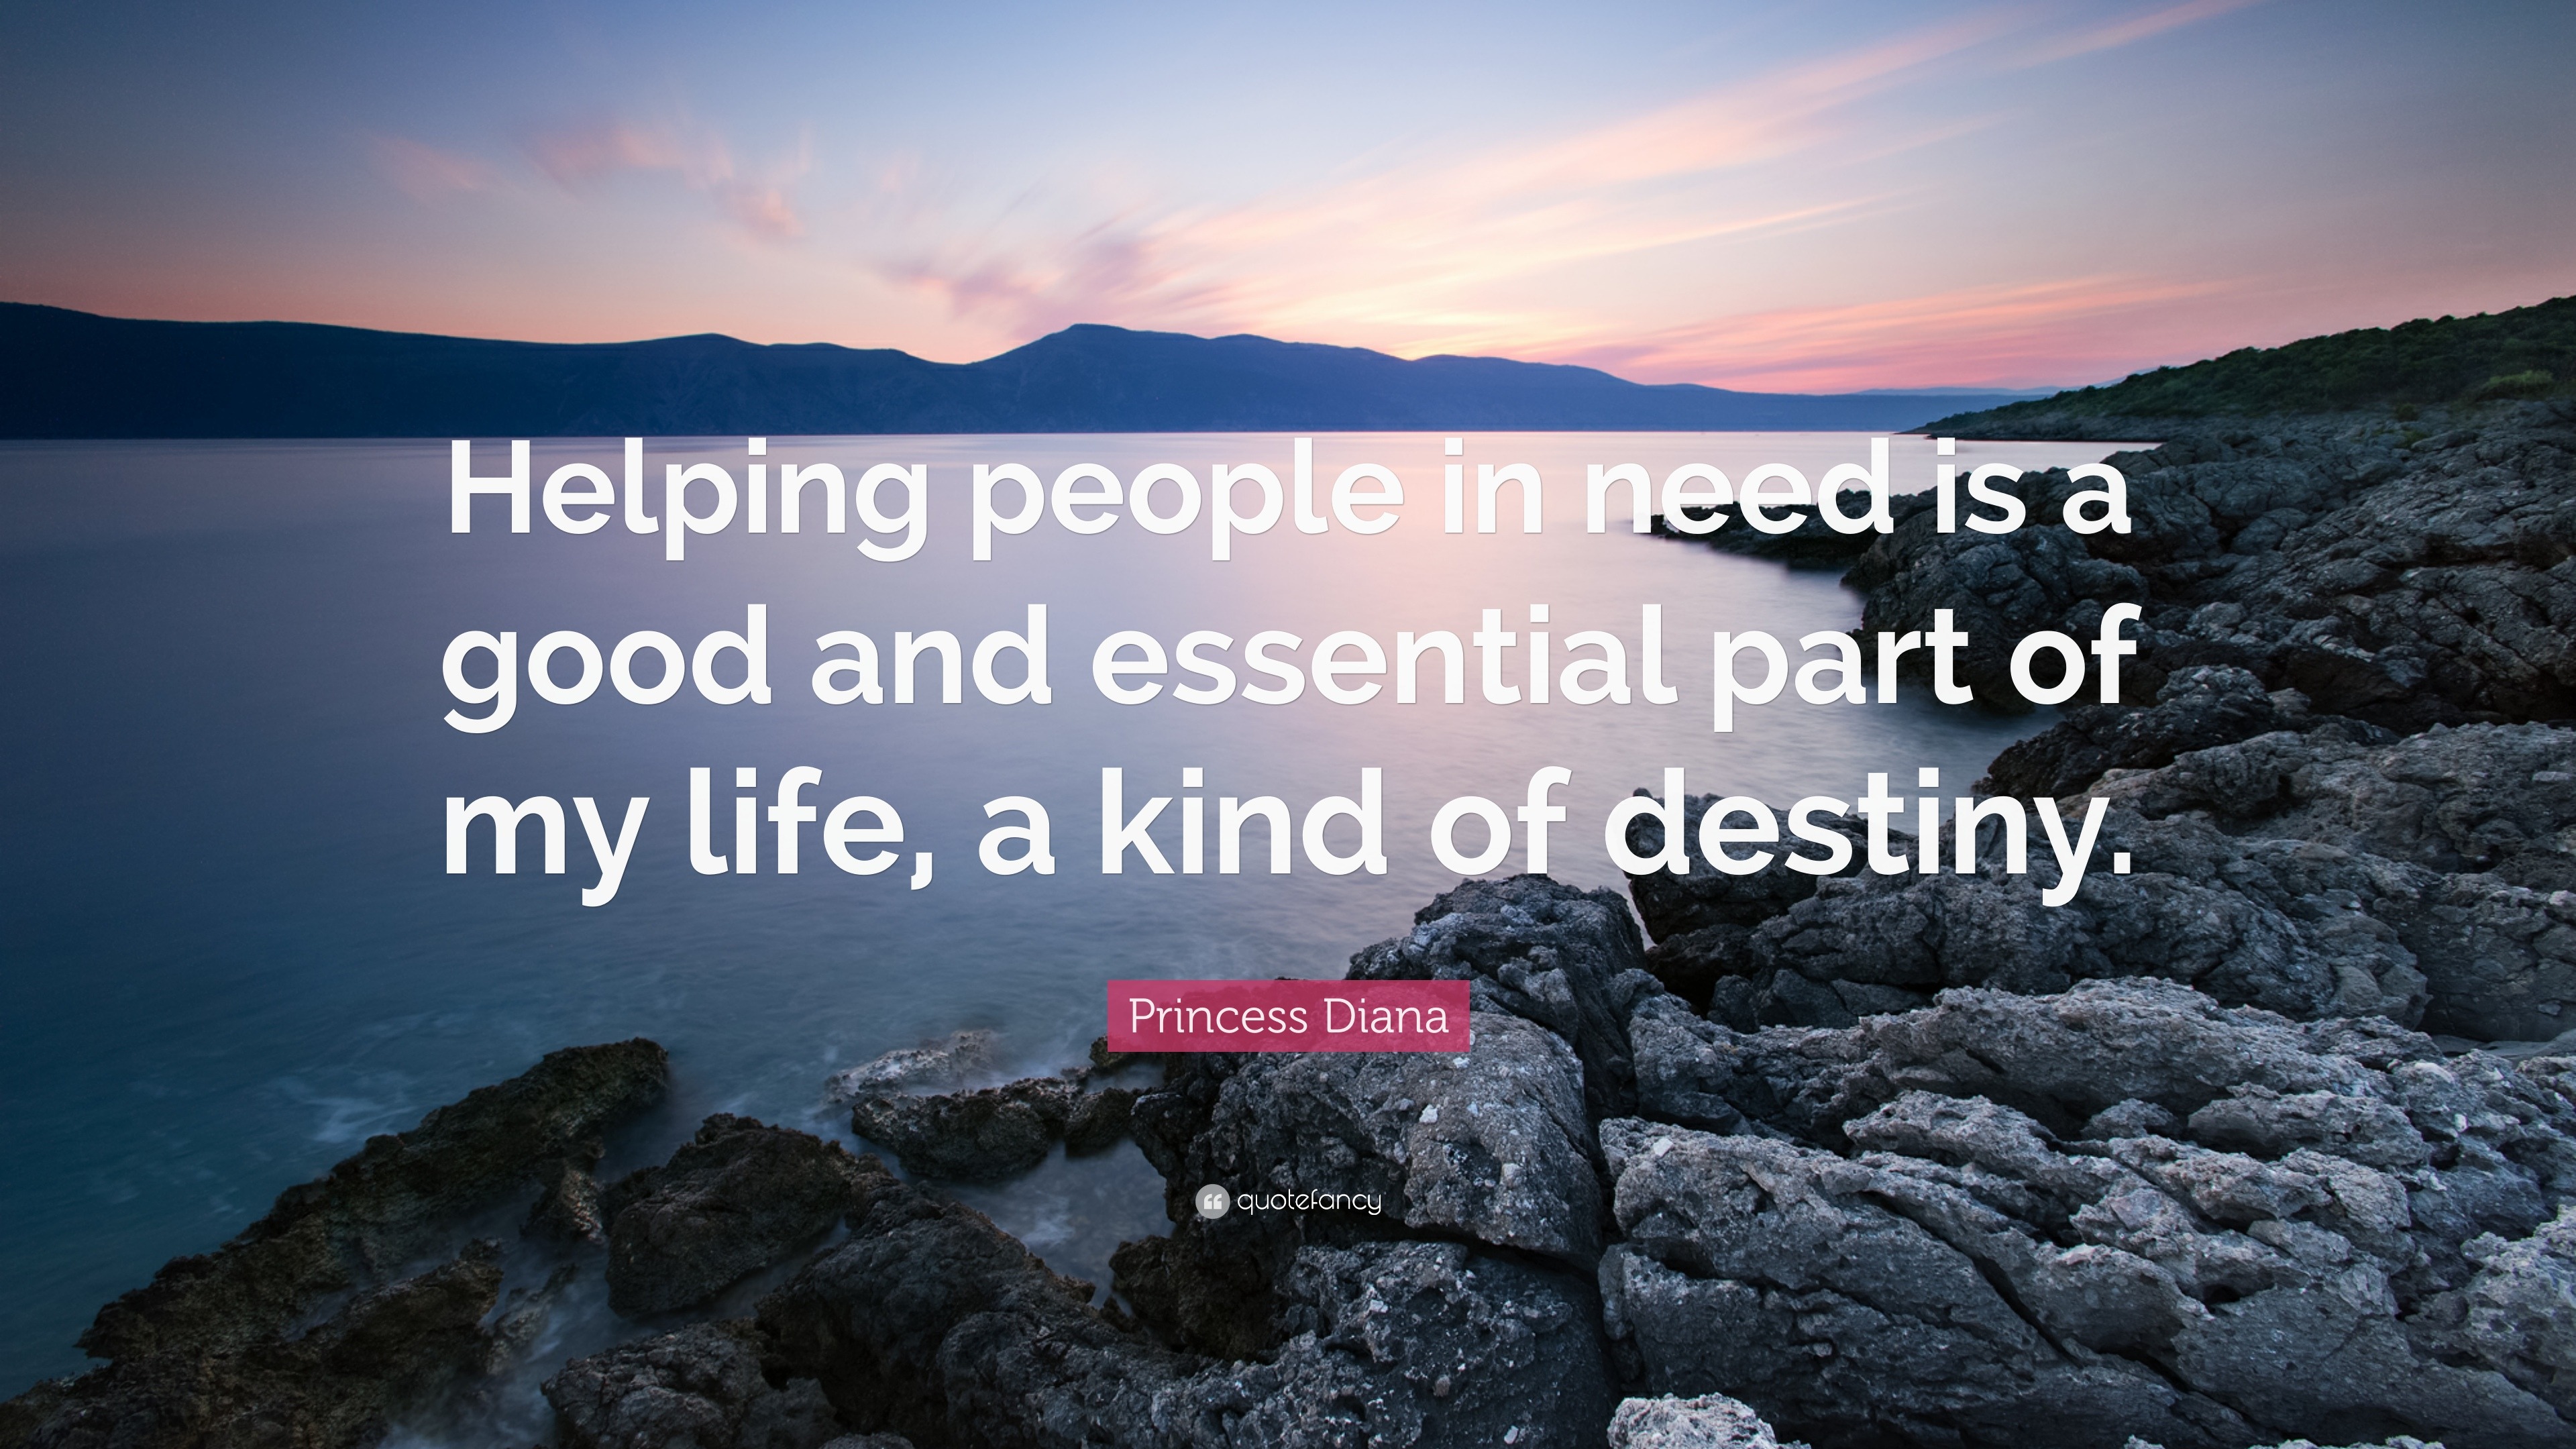 Helping people in need is a
good and essential part of
my life, a kind of destiny.
Princess Diana
quotefancy